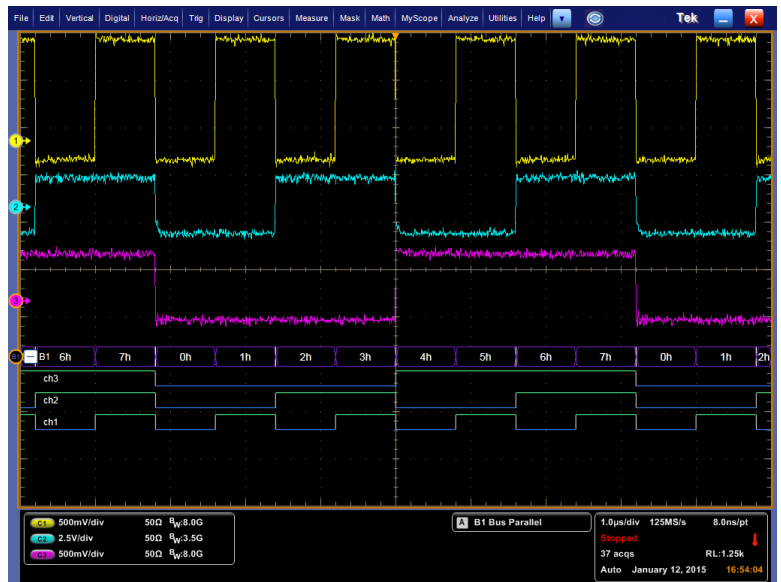 File Edit Vertical Digital Horiz/Acq Trig Display Cursors Measure Mask Math MyScope Analyze Utilities Help Tek X
1
2
3
B1 B1 6h 7h 0h 1h 2h 3h 4h 5h 6h 7h 0h 1h 2h
ch3
ch2
ch1
C1 500mV/div 50Ω BW:8.0G
C2 2.5V/div 50Ω BW:3.5G
C3 500mV/div 50Ω BW:8.0G
A B1 Bus Parallel
1.0µs/div 125MS/s 8.0ns/pt
Stopped
37 acqs RL:1.25k
Auto January 12, 2015 16:54:04